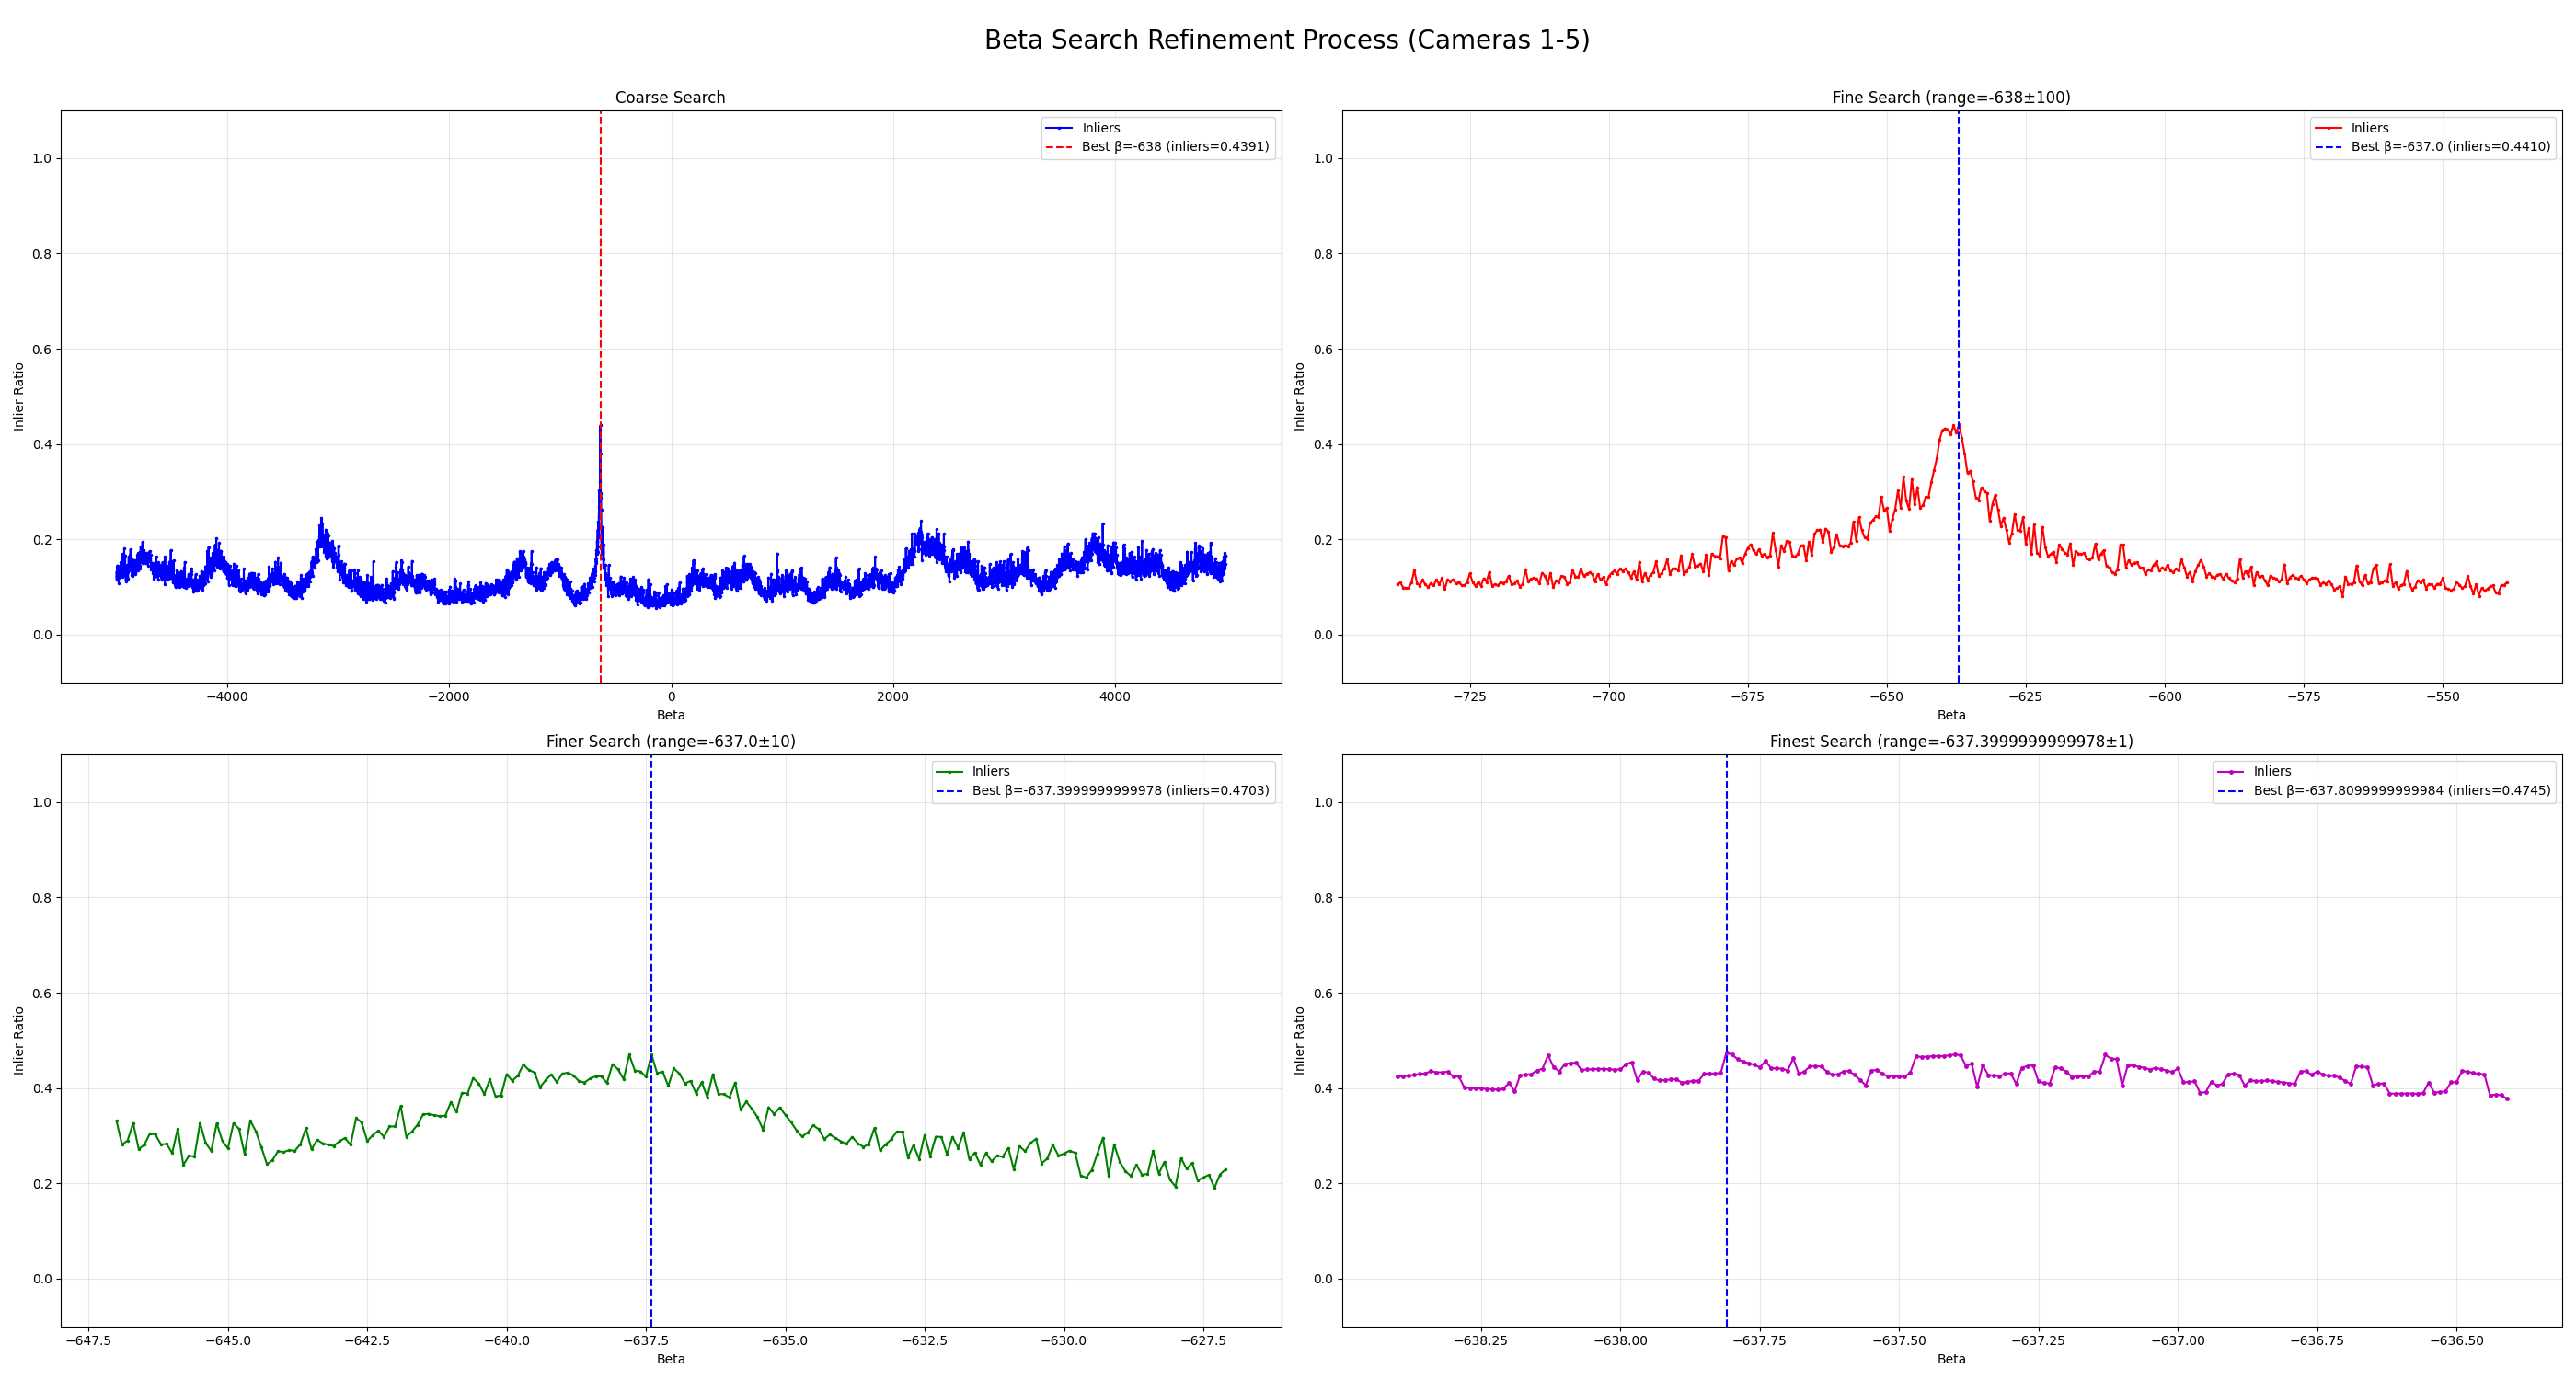 Beta Search Refinement Process (Cameras 1-5)
Coarse Search
Inliers
Best β=-638 (inliers=0.4391)
1.0
0.8
0.6
0.4
0.2
0.0
Inlier Ratio
−4000 −2000 0 2000 4000
Beta
Fine Search (range=-638±100)
Inliers
Best β=-637.0 (inliers=0.4410)
1.0
0.8
0.6
0.4
0.2
0.0
Inlier Ratio
−725 −700 −675 −650 −625 −600 −575 −550
Beta
Finer Search (range=-637.0±10)
Inliers
Best β=-637.3999999999978 (inliers=0.4703)
1.0
0.8
0.6
0.4
0.2
0.0
Inlier Ratio
−647.5 −645.0 −642.5 −640.0 −637.5 −635.0 −632.5 −630.0 −627.5
Beta
Finest Search (range=-637.3999999999978±1)
Inliers
Best β=-637.8099999999984 (inliers=0.4745)
1.0
0.8
0.6
0.4
0.2
0.0
Inlier Ratio
−638.25 −638.00 −637.75 −637.50 −637.25 −637.00 −636.75 −636.50
Beta